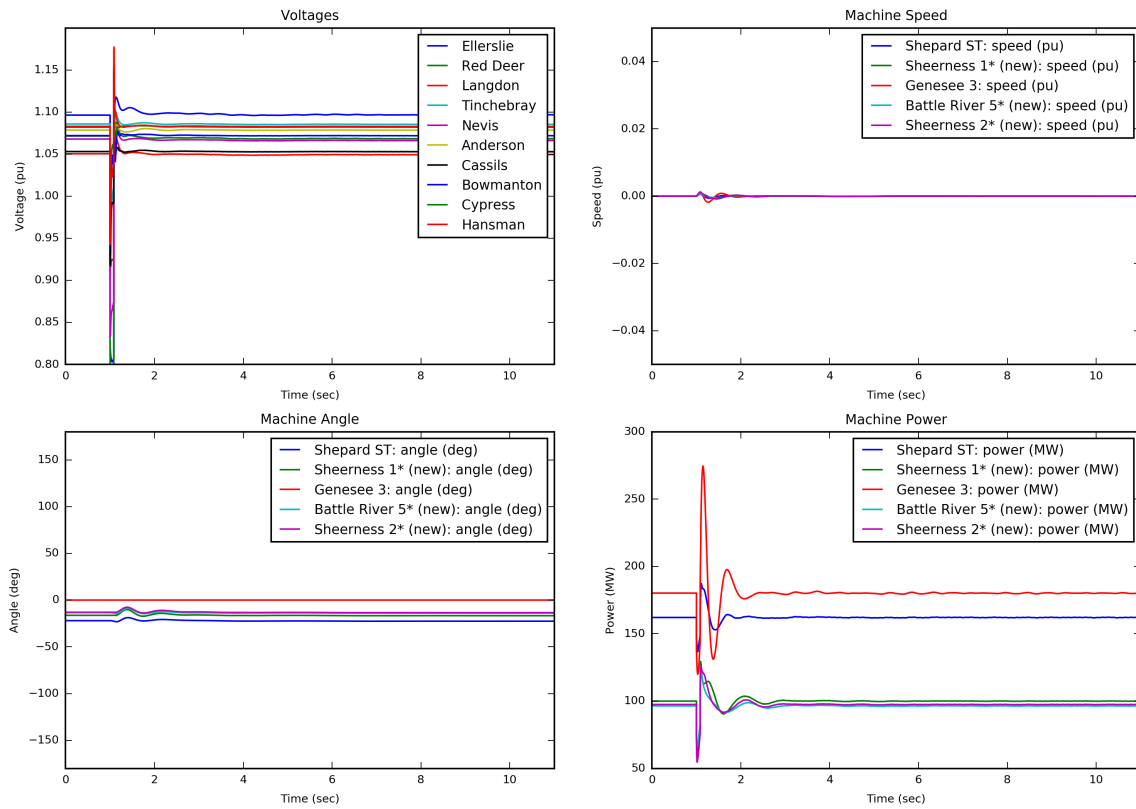 Voltages
Voltage (pu)
1.15
1.10
1.05
1.00
0.95
0.90
0.85
0.80
Ellerslie
Red Deer
Langdon
Tinchebray
Nevis
Anderson
Cassils
Bowmanton
Cypress
Hansman
0 2 4 6 8 10
Time (sec)
Machine Speed
Speed (pu)
0.04
0.02
0.00
−0.02
−0.04
Shepard ST: speed (pu)
Sheerness 1* (new): speed (pu)
Genesee 3: speed (pu)
Battle River 5* (new): speed (pu)
Sheerness 2* (new): speed (pu)
0 2 4 6 8 10
Time (sec)
Machine Angle
Angle (deg)
150
100
50
0
−50
−100
−150
Shepard ST: angle (deg)
Sheerness 1* (new): angle (deg)
Genesee 3: angle (deg)
Battle River 5* (new): angle (deg)
Sheerness 2* (new): angle (deg)
0 2 4 6 8 10
Time (sec)
Machine Power
Power (MW)
300
250
200
150
100
50
Shepard ST: power (MW)
Sheerness 1* (new): power (MW)
Genesee 3: power (MW)
Battle River 5* (new): power (MW)
Sheerness 2* (new): power (MW)
0 2 4 6 8 10
Time (sec)